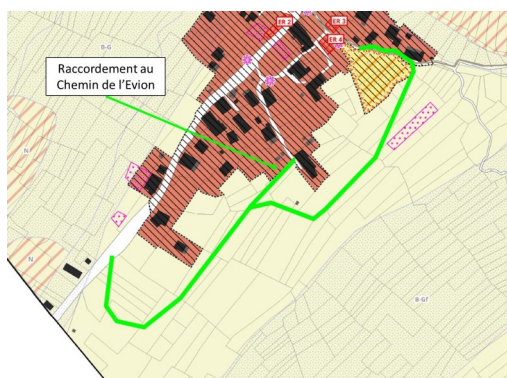 ER 2
ER 3
ER 4
B-G
Raccordement au
Chemin de l'Evion
N
N
B-Gf